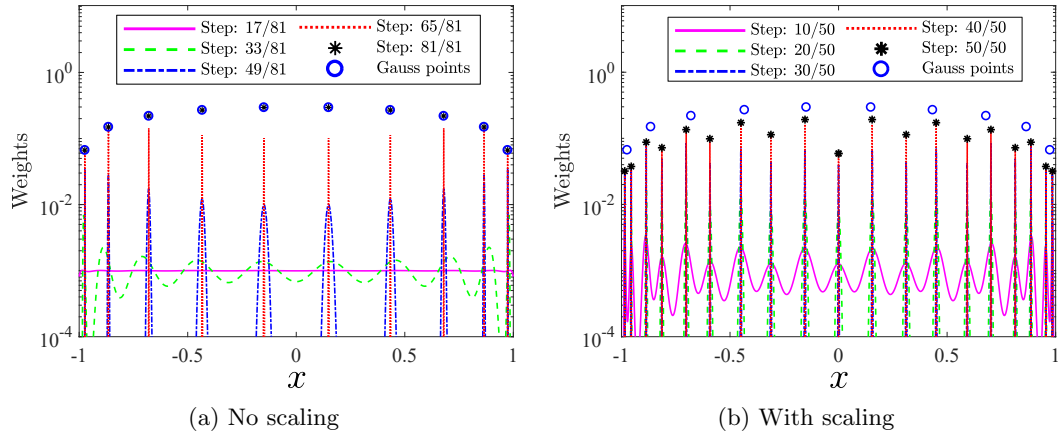 10^0
10^-2
10^-4
Weights
Step: 17/81
Step: 33/81
Step: 49/81
Step: 65/81
Step: 81/81
Gauss points
-1 -0.5 0 0.5 1
x
(a) No scaling
10^0
10^-2
10^-4
Weights
Step: 10/50
Step: 20/50
Step: 30/50
Step: 40/50
Step: 50/50
Gauss points
-1 -0.5 0 0.5 1
x
(b) With scaling